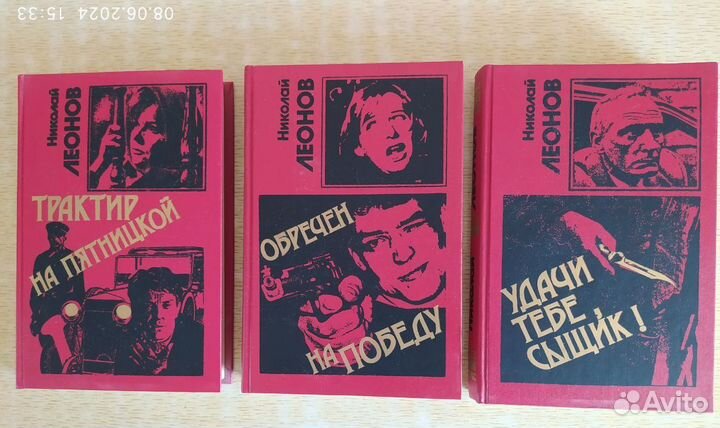 08.06.2024 15:33
Николай
ЛЕОНОВ
ТРАКТИР
НА ПЯТНИЦКОЙ
Николай
ЛЕОНОВ
ОБРЕЧЕН
НА ПОБЕДУ
Николай
ЛЕОНОВ
УДАЧИ
ТЕБЕ,
СЫЩИК!
Avito